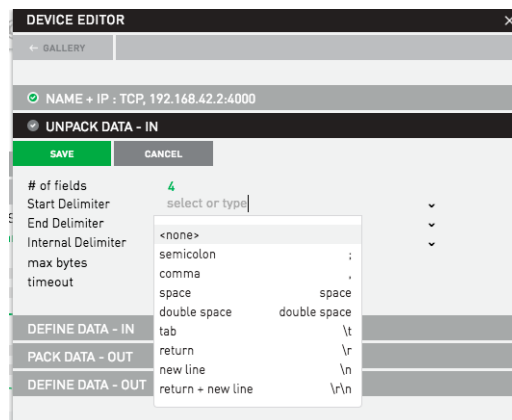 DEVICE EDITOR
← GALLERY
NAME + IP : TCP, 192.168.42.2:4000
UNPACK DATA - IN
SAVE CANCEL
# of fields 4
Start Delimiter select or type
End Delimiter
Internal Delimiter
max bytes
timeout
<none>
semicolon ;
comma ,
space space
double space double space
tab \t
return \r
new line \n
return + new line \r\n
DEFINE DATA - IN
PACK DATA - OUT
DEFINE DATA - OUT